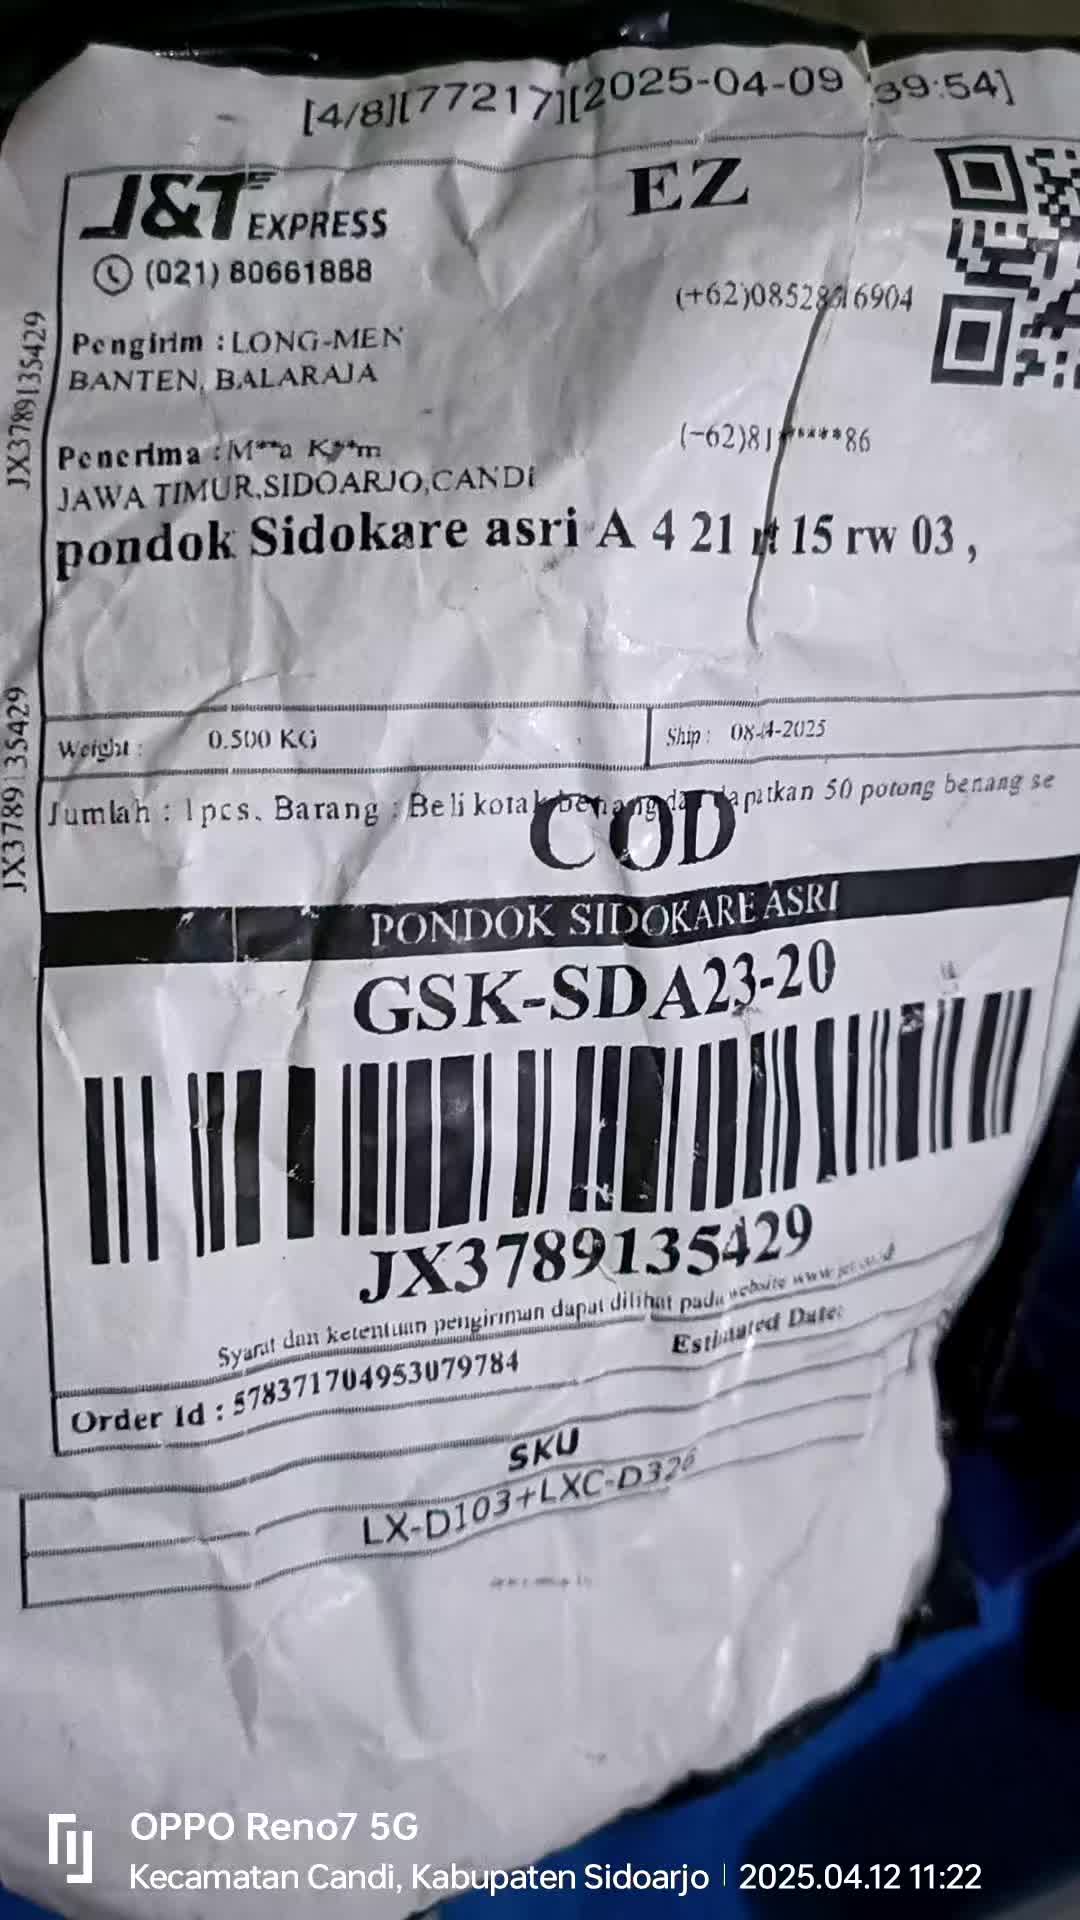 [4/8][77217][2025-04-09 39:54]
J&T EXPRESS
EZ
(021) 80661888
(+62)08528616904
Pengirim : LONG-MEN
BANTEN, BALARAJA
Penerima : M**a K**m
(-62)81*****86
JAWA TIMUR,SIDOARJO,CANDI
pondok Sidokare asri A 4 21 rt 15 rw 03 ,
JX3789135429
JX3789135429
Weight : 0.500 KG
Ship : 08-4-2025
Jumlah : 1pcs. Barang : Beli kotak benang dan dapatkan 50 potong benang se
COD
PONDOK SIDOKARE ASRI
GSK-SDA23-20
JX3789135429
Syarat dan ketentuan pengiriman dapat dilihat pada website www.jet.co.id
Estimated Date:
Order Id : 578371704953079784
SKU
LX-D103+LXC-D326
OPPO Reno7 5G
Kecamatan Candi, Kabupaten Sidoarjo | 2025.04.12 11:22